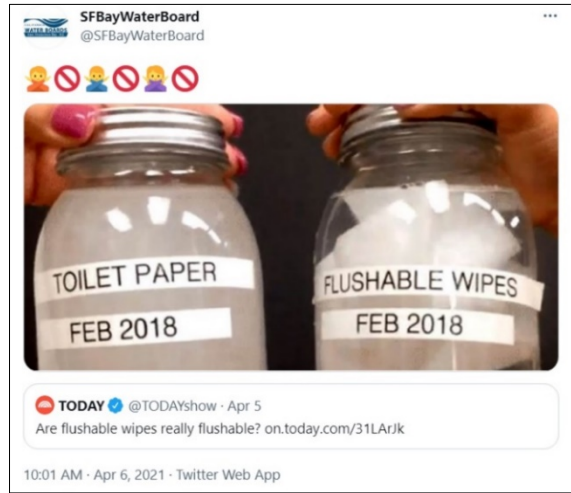 SFBayWaterBoard
@SFBayWaterBoard
🙅🚫🙅‍♂️🚫🙅‍♀️🚫
TOILET PAPER
FEB 2018
FLUSHABLE WIPES
FEB 2018
TODAY @TODAYshow · Apr 5
Are flushable wipes really flushable? on.today.com/31LArJk
10:01 AM · Apr 6, 2021 · Twitter Web App